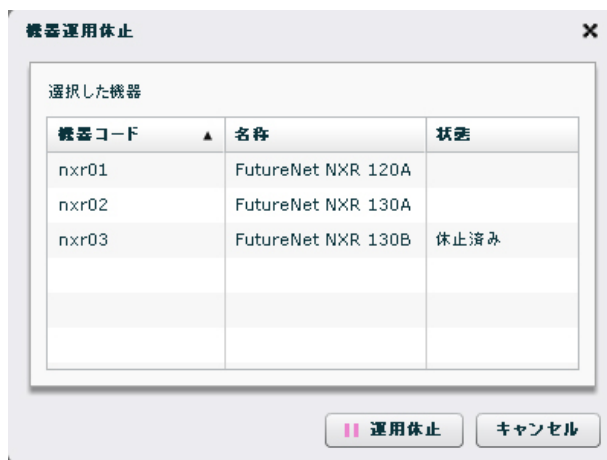 機器運用休止
選択した機器
機器コード ▲ 名称 状態
nxr01 FutureNet NXR 120A
nxr02 FutureNet NXR 130A
nxr03 FutureNet NXR 130B 休止済み
運用休止 キャンセル